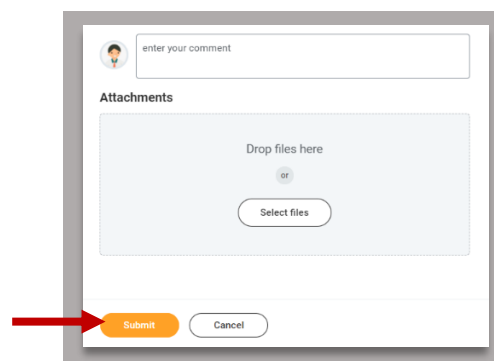 enter your comment
Attachments
Drop files here
or
Select files
Submit
Cancel